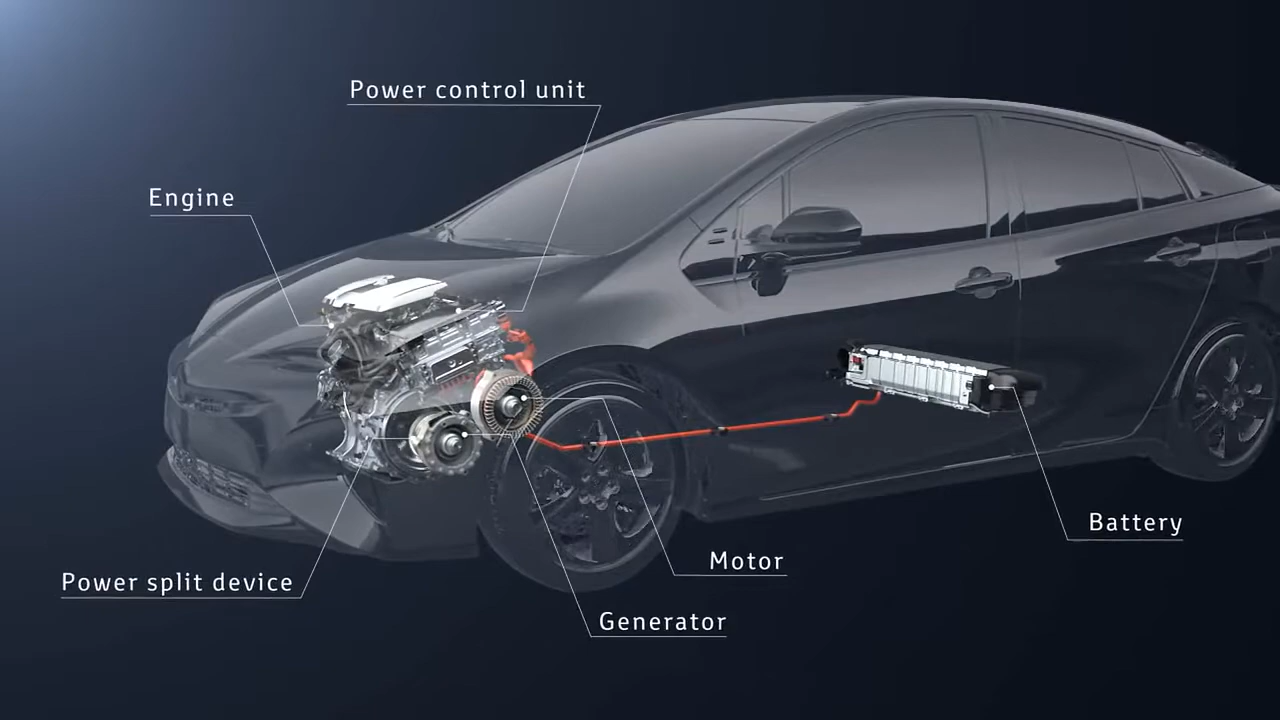 Power control unit
Engine
Battery
Motor
Power split device
Generator